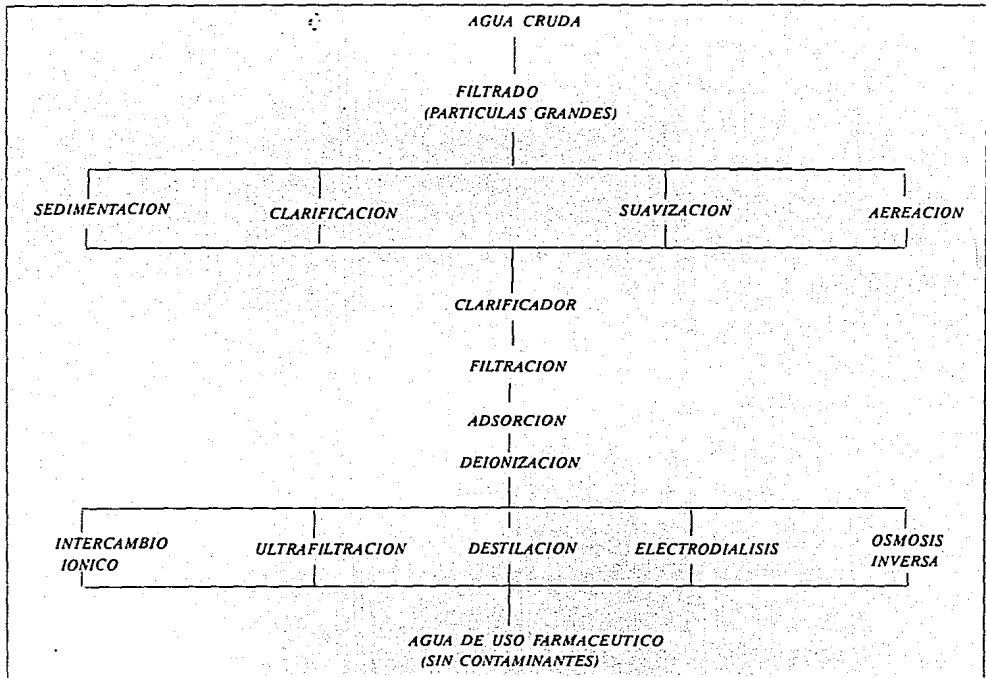 AGUA CRUDA
FILTRADO
(PARTICULAS GRANDES)
SEDIMENTACION CLARIFICACION SUAVIZACION AEREACION
CLARIFICADOR
FILTRACION
ADSORCION
DEIONIZACION
INTERCAMBIO IONICO ULTRAFILTRACION DESTILACION ELECTRODIALISIS OSMOSIS INVERSA
AGUA DE USO FARMACEUTICO
(SIN CONTAMINANTES)